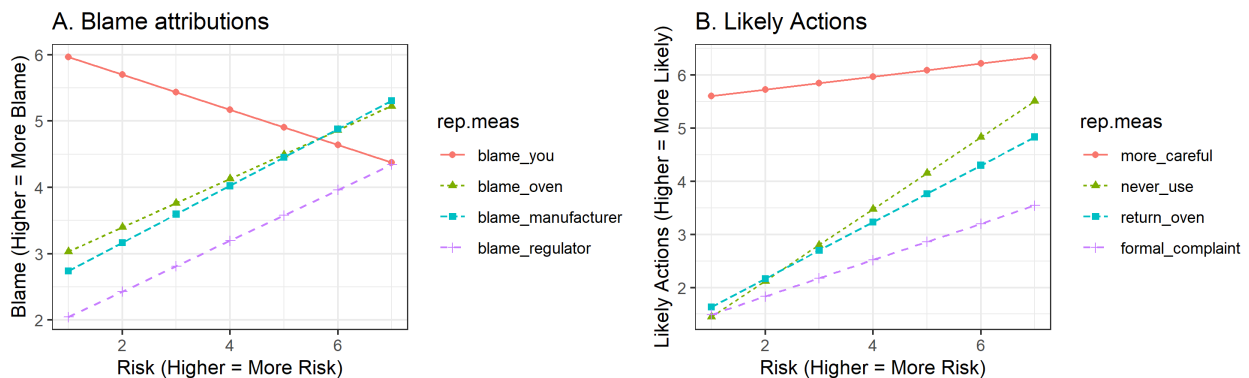 A. Blame attributions
Blame (Higher = More Blame)
6
5
4
3
2
2
4
6
Risk (Higher = More Risk)
rep.meas
blame_you
blame_oven
blame_manufacturer
blame_regulator
B. Likely Actions
Likely Actions (Higher = More Likely)
6
5
4
3
2
2
4
6
Risk (Higher = More Risk)
rep.meas
more_careful
never_use
return_oven
formal_complaint